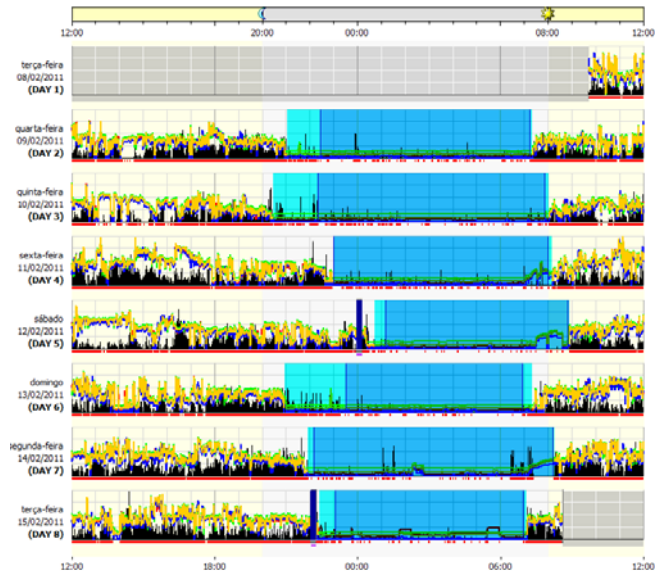 12:00 20:00 00:00 08:00 12:00
terça-feira
08/02/2011
(DAY 1)
quarta-feira
09/02/2011
(DAY 2)
quinta-feira
10/02/2011
(DAY 3)
sexta-feira
11/02/2011
(DAY 4)
sábado
12/02/2011
(DAY 5)
domingo
13/02/2011
(DAY 6)
segunda-feira
14/02/2011
(DAY 7)
terça-feira
15/02/2011
(DAY 8)
12:00 18:00 00:00 06:00 12:00